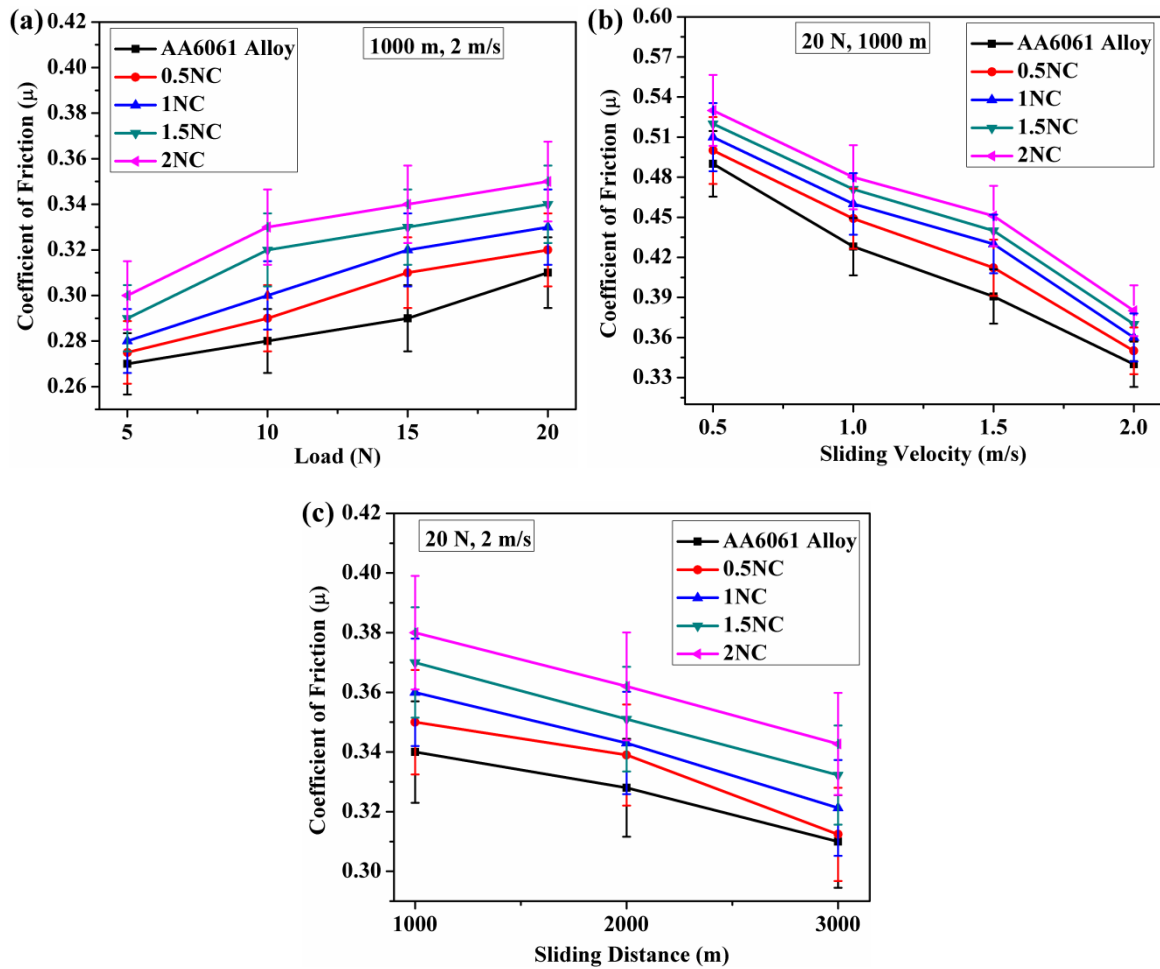 (a)
1000 m, 2 m/s
AA6061 Alloy
0.5NC
1NC
1.5NC
2NC
Coefficient of Friction (μ)
0.42
0.40
0.38
0.36
0.34
0.32
0.30
0.28
0.26
5 10 15 20
Load (N)
(b)
20 N, 1000 m
AA6061 Alloy
0.5NC
1NC
1.5NC
2NC
Coefficient of Friction (μ)
0.60
0.57
0.54
0.51
0.48
0.45
0.42
0.39
0.36
0.33
0.5 1.0 1.5 2.0
Sliding Velocity (m/s)
(c)
20 N, 2 m/s
AA6061 Alloy
0.5NC
1NC
1.5NC
2NC
Coefficient of Friction (μ)
0.42
0.40
0.38
0.36
0.34
0.32
0.30
1000 2000 3000
Sliding Distance (m)